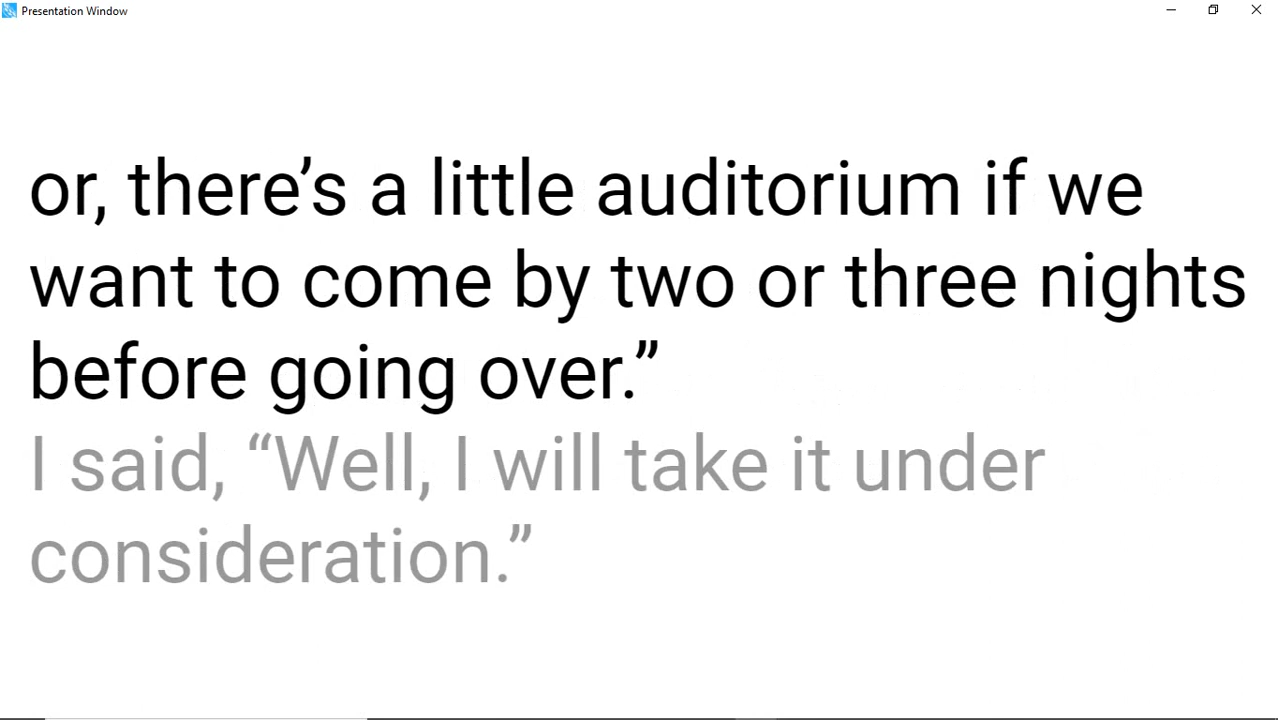 Presentation Window
or, there’s a little auditorium if we
want to come by two or three nights
before going over.”
I said, “Well, I will take it under
consideration.”